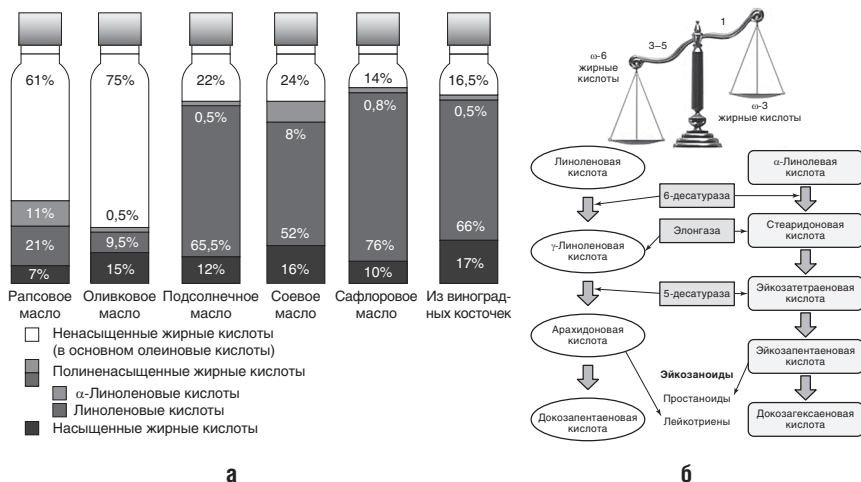 61%
11%
21%
7%
Рапсовое
масло
75%
0,5%
9,5%
15%
Оливковое
масло
22%
0,5%
65,5%
12%
Подсолнечное
масло
24%
8%
52%
16%
Соевое
масло
14%
0,8%
76%
10%
Сафлоровое
масло
16,5%
0,5%
66%
17%
Из виноград-
ных косточек
Ненасыщенные жирные кислоты
(в основном олеиновые кислоты)
Полиненасыщенные жирные кислоты
α-Линоленовые кислоты
Линоленовые кислоты
Насыщенные жирные кислоты
а
1
3–5
ω-6
жирные
кислоты
ω-3
жирные кислоты
Линоленовая
кислота
α-Линолевая
кислота
6-десатураза
Стеаридоновая
кислота
Элонгаза
γ-Линоленовая
кислота
5-десатураза
Эйкозатетраеновая
кислота
Арахидоновая
кислота
Эйкозапентаеновая
кислота
Эйкозаноиды
Простаноиды
Лейкотриены
Докозапентаеновая
кислота
Докозагексаеновая
кислота
б